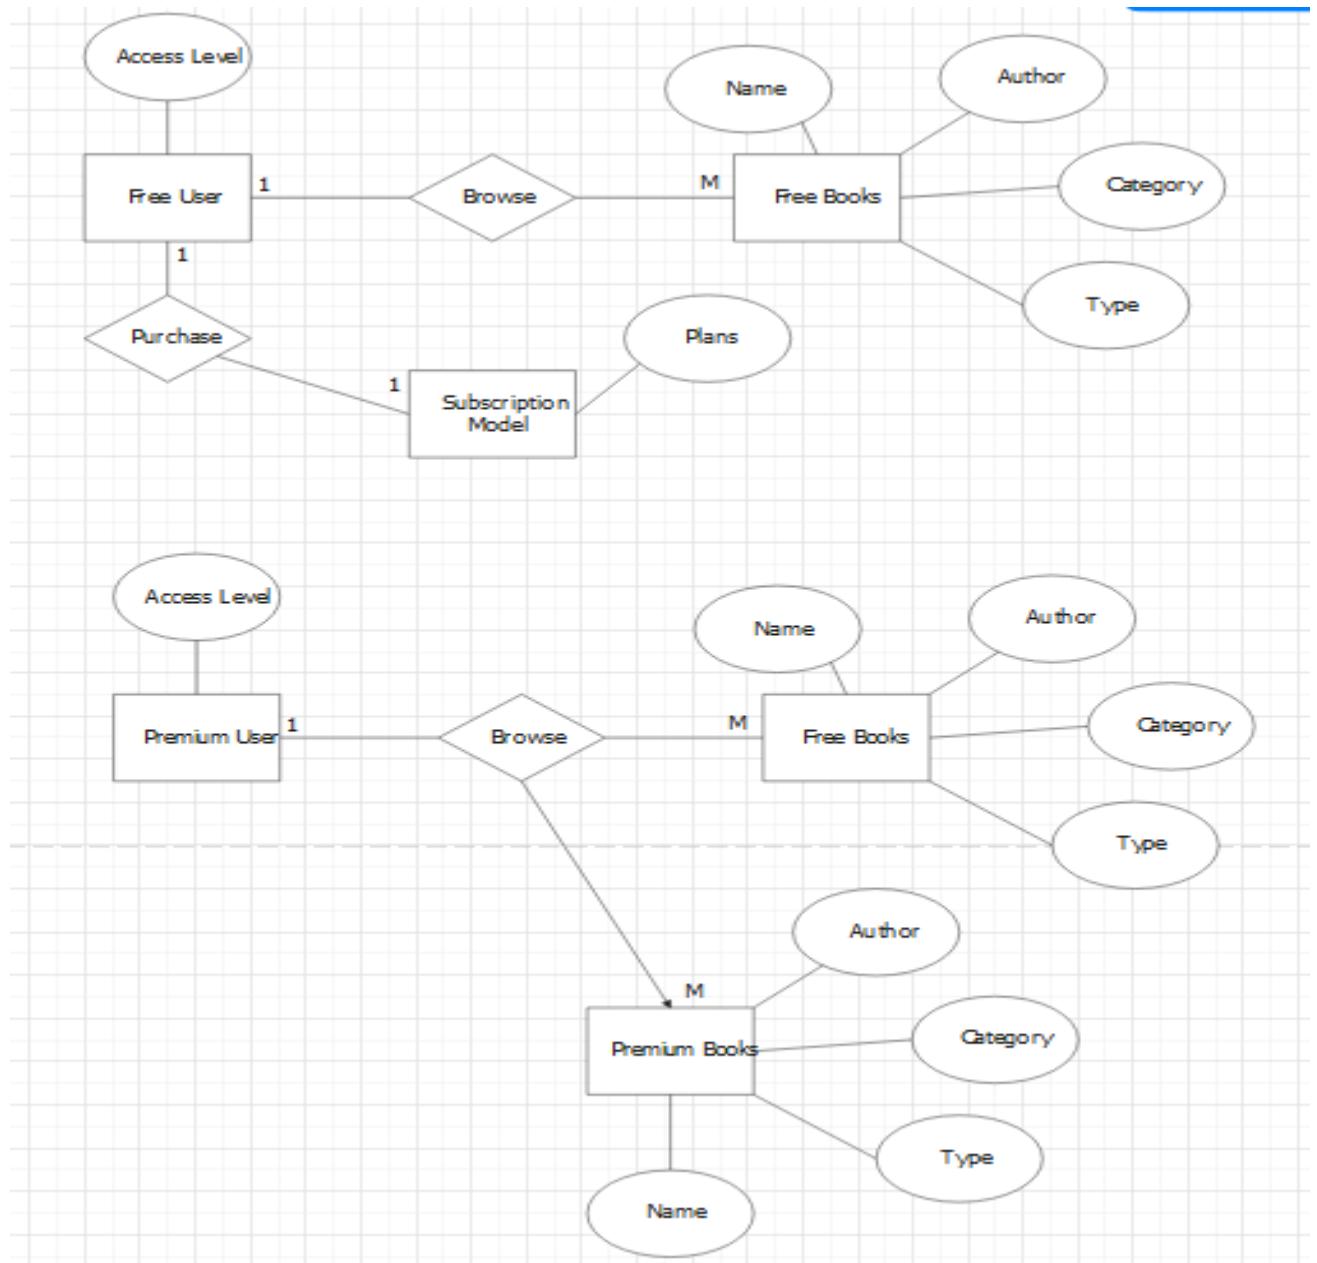 Access Level
Name
Author
Free User
1
Browse
M
Free Books
Category
1
Purchase
Type
Plans
1
Subscription
Model
Access Level
Name
Author
Premium User
1
Browse
M
Free Books
Category
Type
Author
M
Premium Books
Category
Type
Name